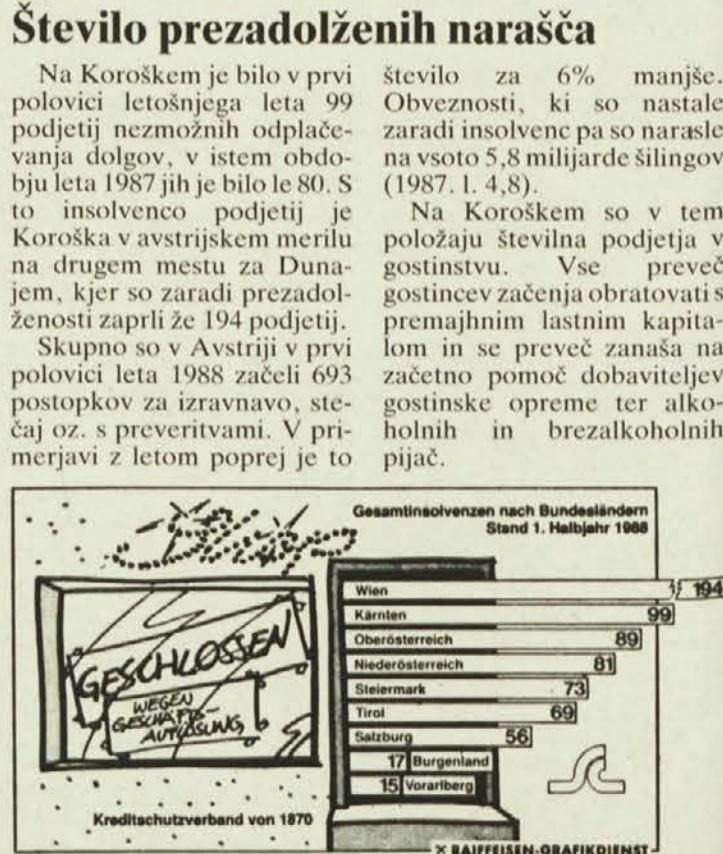 Število prezadolženih narašča
Na Koroškem je bilo v prvi
polovici letošnjega leta 99
podjetij nezmožnih odplače-
vanja dolgov, v istem obdo-
bju leta 1987 jih je bilo le 80. S
to insolvenco podjetij je
Koroška v avstrijskem merilu
na drugem mestu za Duna-
jem, kjer so zaradi prezadol-
ženosti zaprli že 194 podjetij.
Skupno so v Avstriji v prvi
polovici leta 1988 začeli 693
postopkov za izravnavo, ste-
čaj oz. s preveritvami. V pri-
merjavi z letom poprej je to
število za 6% manjše.
Obveznosti, ki so nastale
zaradi insolvenc pa so narasle
na vsoto 5,8 milijarde šilingov
(1987. l. 4,8).
Na Koroškem so v tem
položaju številna podjetja v
gostinstvu. Vse preveč
gostincev začenja obratovati s
premajhnim lastnim kapita-
lom in se preveč zanaša na
začetno pomoč dobaviteljev
gostinske opreme ter alko-
holnih in brezalkoholnih
pijač.
Gesamtinsolvenzen nach Bundesländern
Stand 1. Halbjahr 1988
Wien 194
Kärnten 99
Oberösterreich 89
Niederösterreich 81
Steiermark 73
Tirol 69
Salzburg 56
17 Burgenland
15 Vorarlberg
GESCHLOSSEN
WEGEN
GESCHÄFTS-
AUFLÖSUNG
Kreditschutzverband von 1870
RAIFFEISEN-GRAFIKDIENST